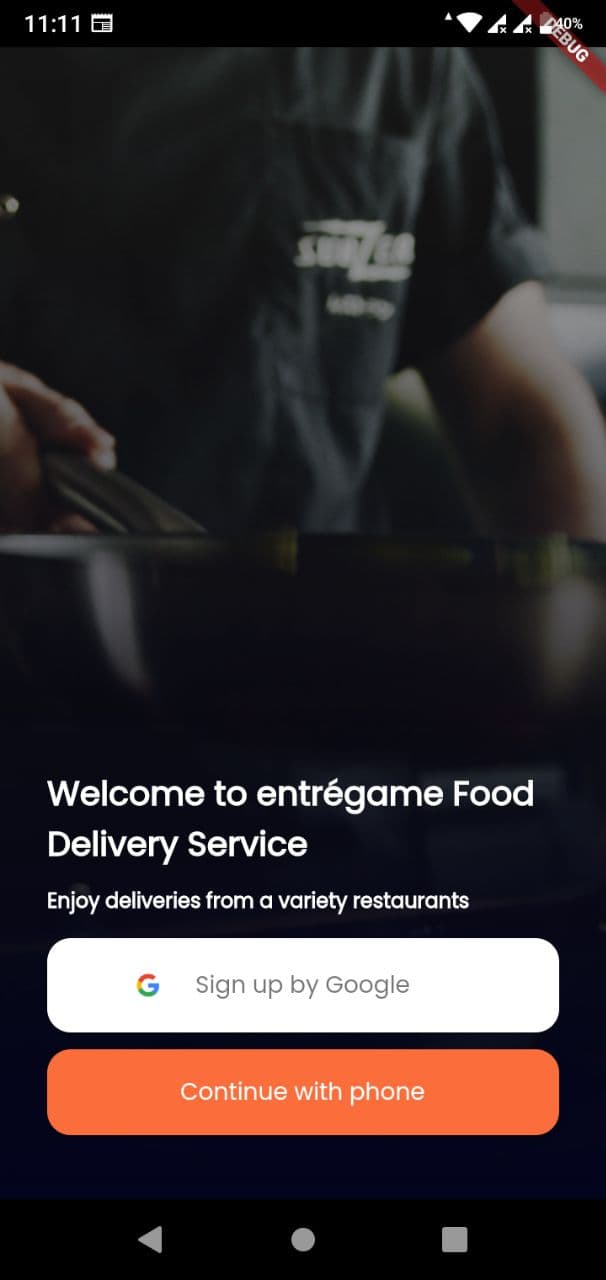 11:11
40%
DEBUG
Welcome to entrégame Food
Delivery Service
Enjoy deliveries from a variety restaurants
Sign up by Google
Continue with phone